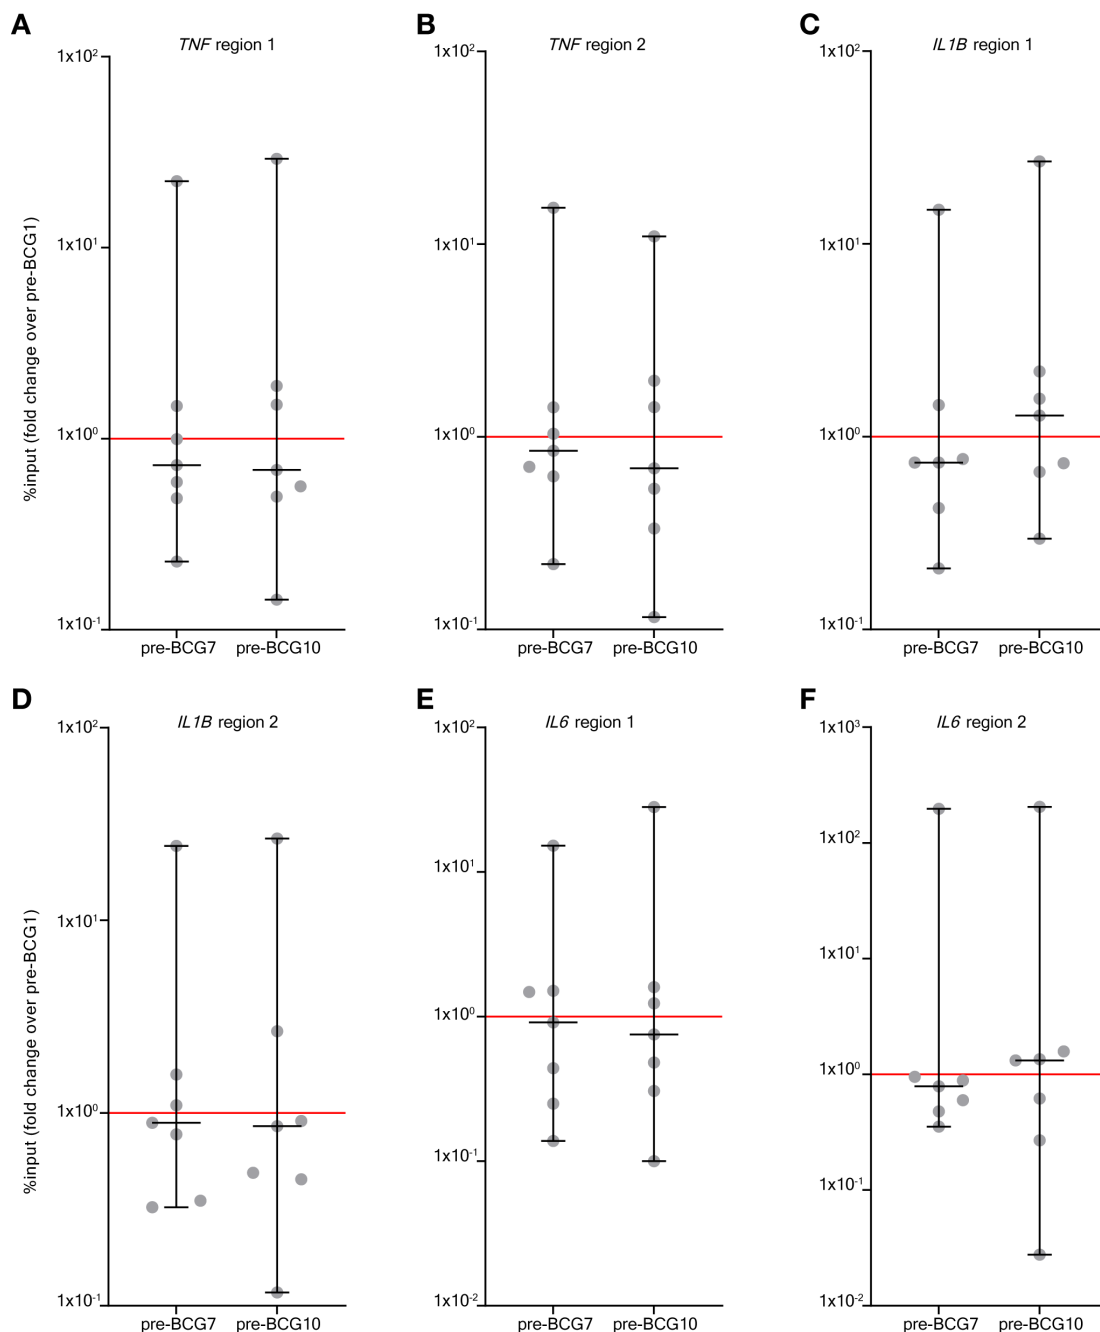 A
TNF region 1
1x10²
1x10¹
1x10⁰
1x10⁻¹
%input (fold change over pre-BCG1)
pre-BCG7 pre-BCG10
B
TNF region 2
1x10²
1x10¹
1x10⁰
1x10⁻¹
pre-BCG7 pre-BCG10
C
IL1B region 1
1x10²
1x10¹
1x10⁰
1x10⁻¹
pre-BCG7 pre-BCG10
D
IL1B region 2
1x10²
1x10¹
1x10⁰
1x10⁻¹
%input (fold change over pre-BCG1)
pre-BCG7 pre-BCG10
E
IL6 region 1
1x10²
1x10¹
1x10⁰
1x10⁻¹
1x10⁻²
pre-BCG7 pre-BCG10
F
IL6 region 2
1x10³
1x10²
1x10¹
1x10⁰
1x10⁻¹
1x10⁻²
pre-BCG7 pre-BCG10